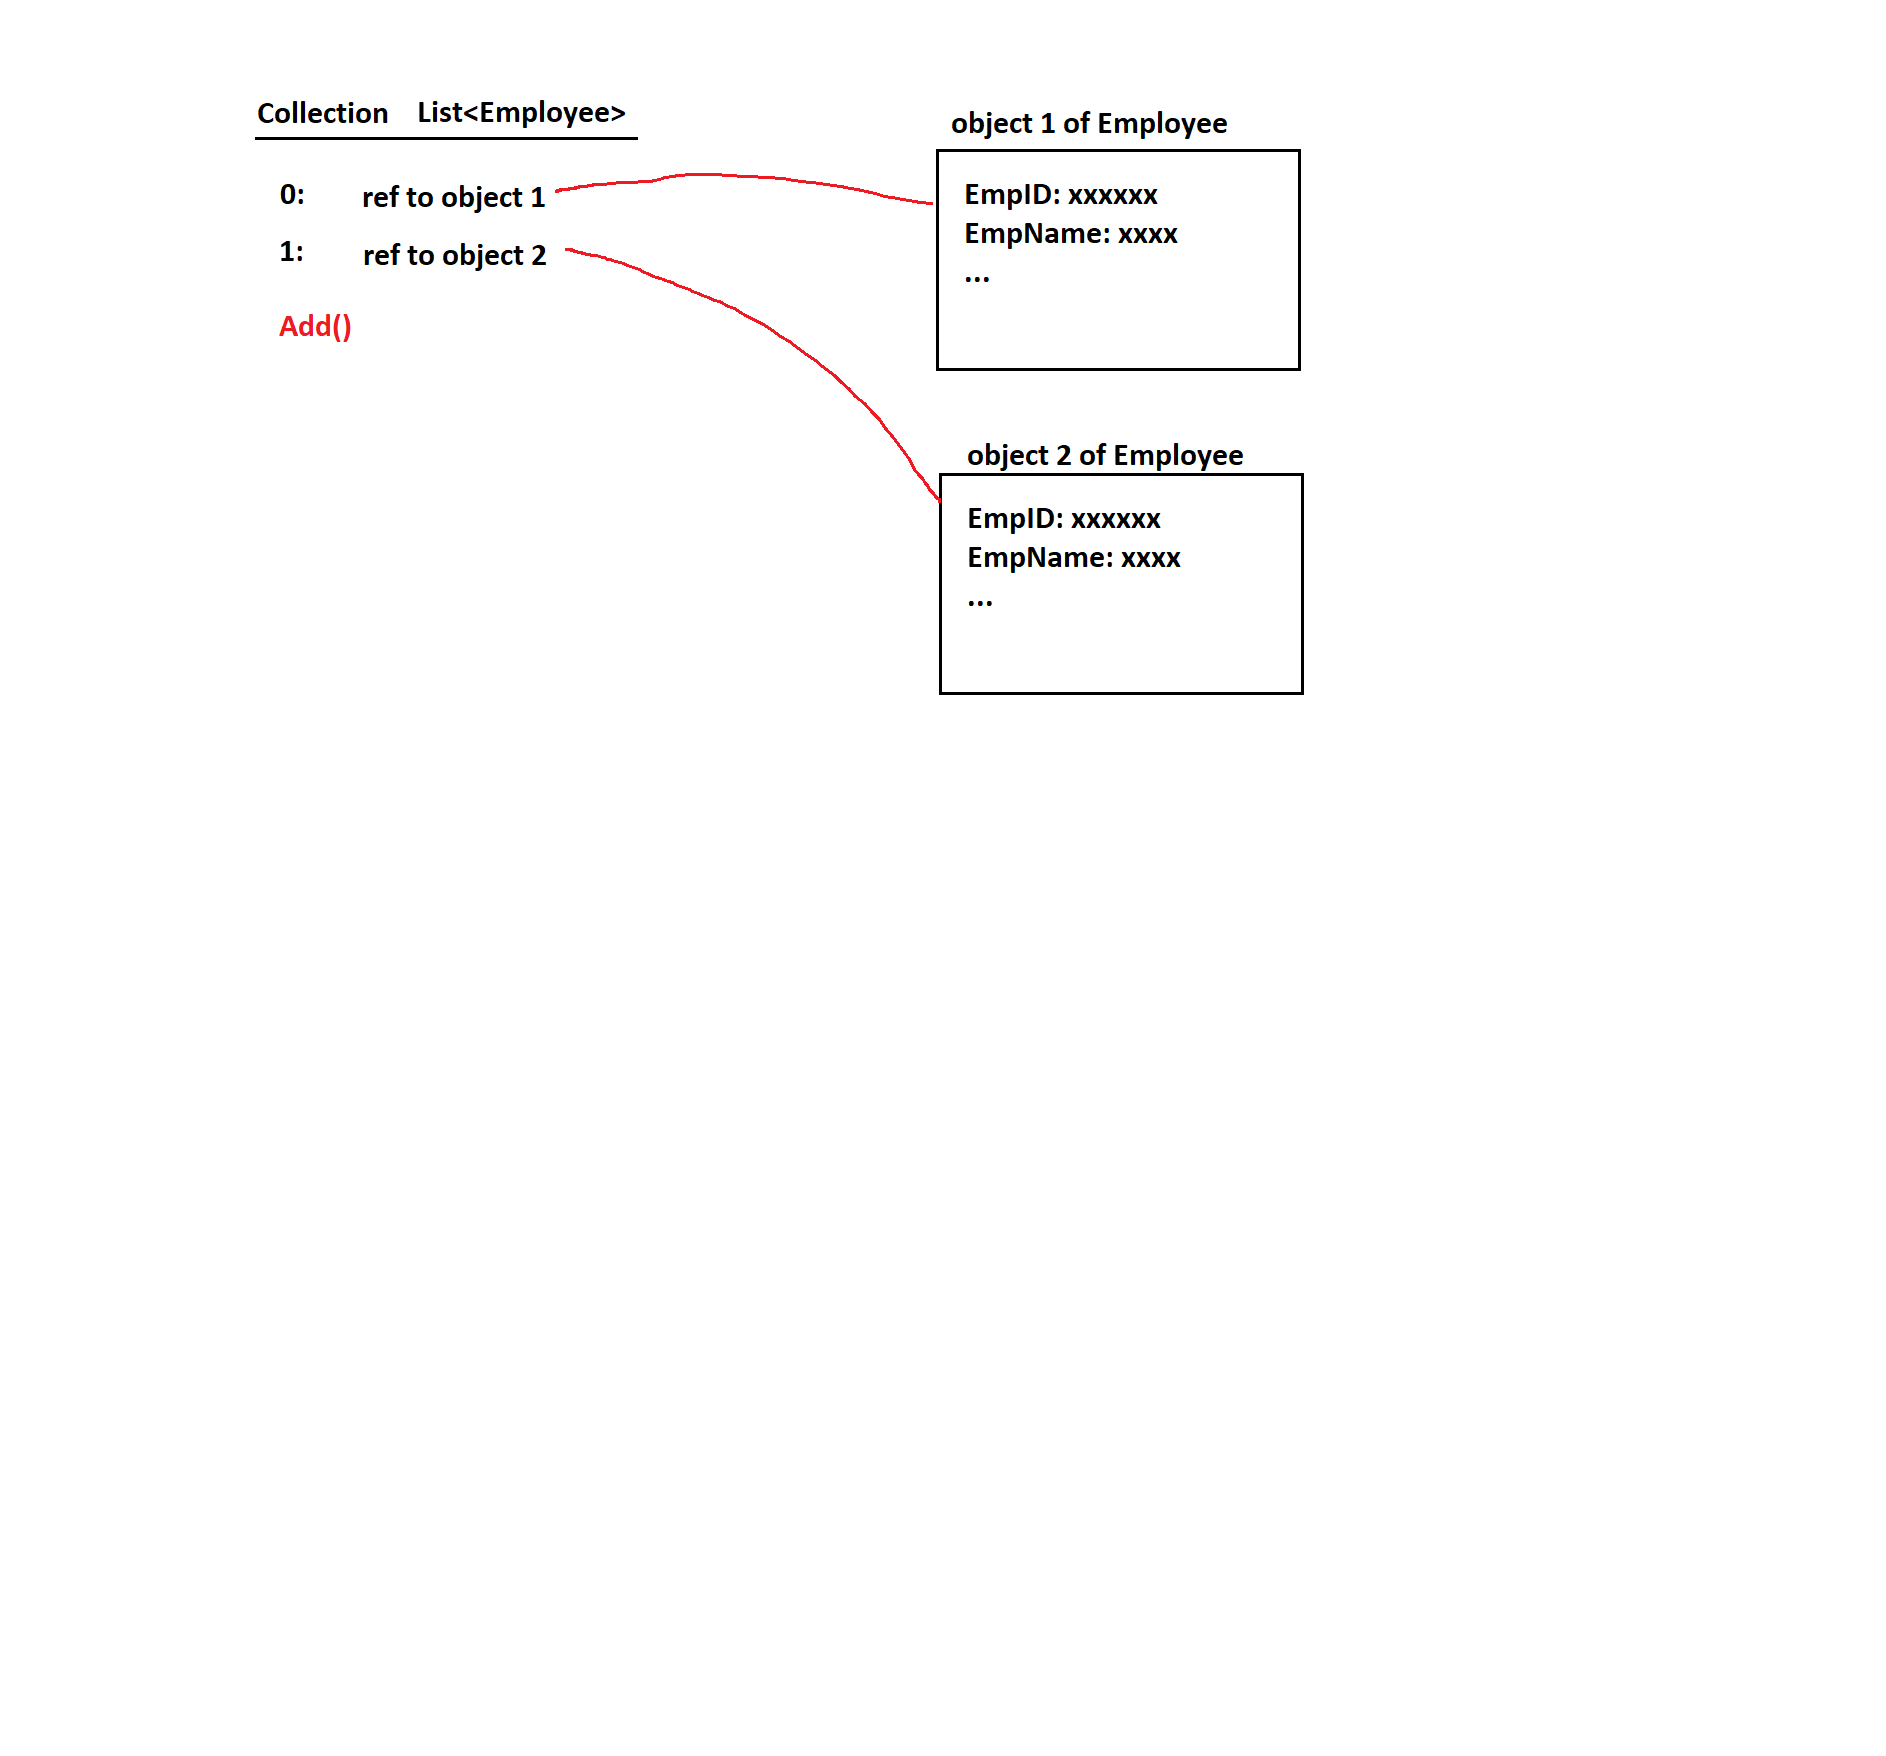 Collection List<Employee>
0: ref to object 1
1: ref to object 2
Add()
object 1 of Employee
EmpID: xxxxxx
EmpName: xxxx
...
object 2 of Employee
EmpID: xxxxxx
EmpName: xxxx
...